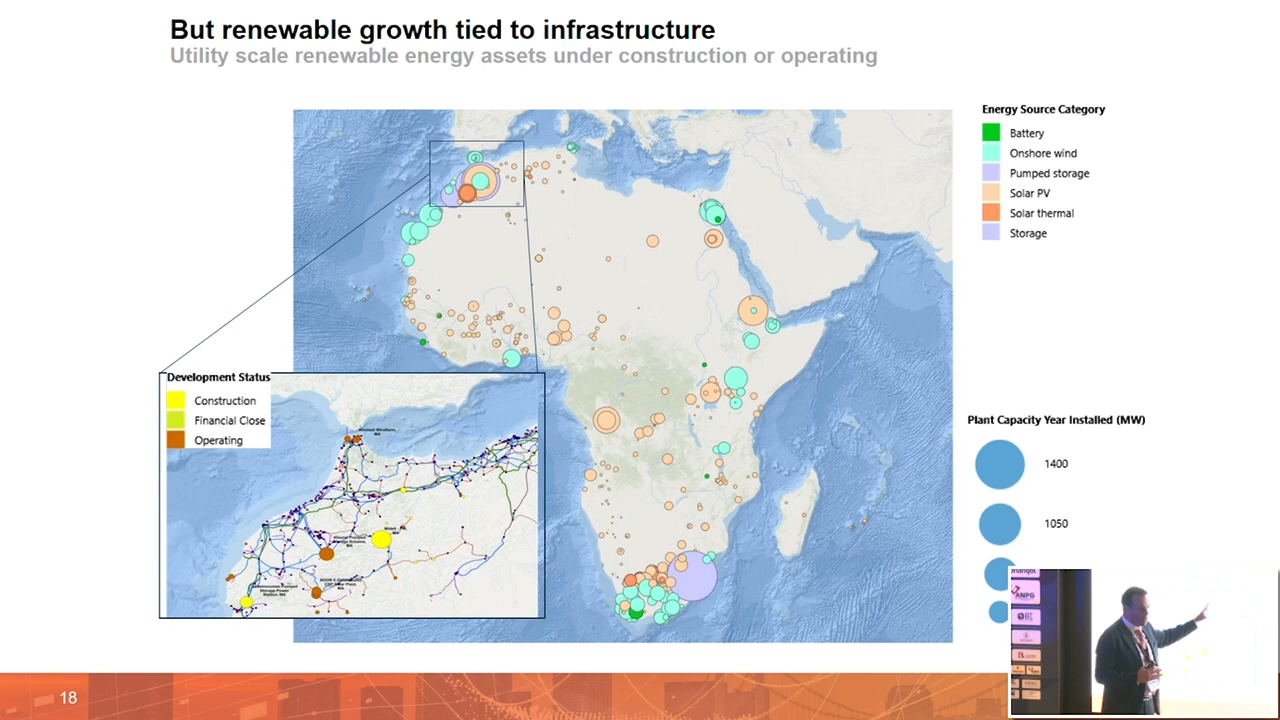 But renewable growth tied to infrastructure
Utility scale renewable energy assets under construction or operating
Energy Source Category
Battery
Onshore wind
Pumped storage
Solar PV
Solar thermal
Storage
Development Status
Construction
Financial Close
Operating
Plant Capacity Year Installed (MW)
1400
1050
ANPG
18